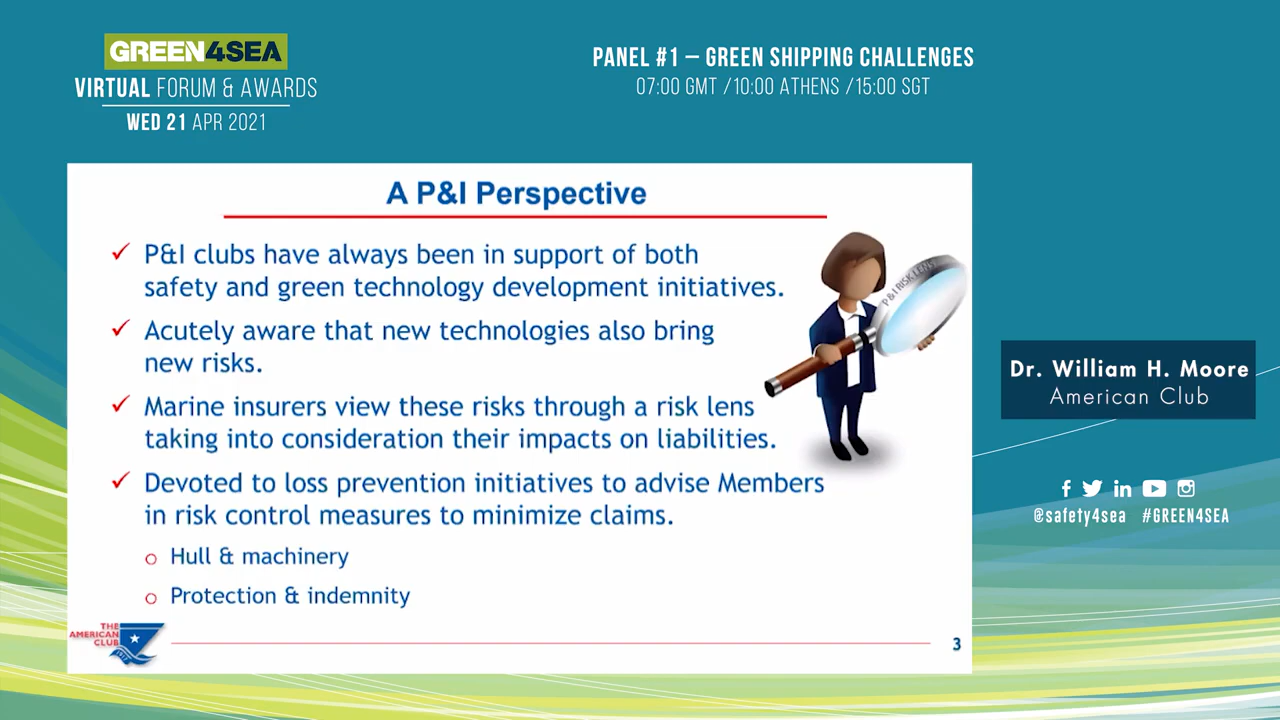 GREEN4SEA
VIRTUAL FORUM & AWARDS
WED 21 APR 2021
PANEL #1 – GREEN SHIPPING CHALLENGES
07:00 GMT /10:00 ATHENS /15:00 SGT
A P&I Perspective
P&I clubs have always been in support of both
safety and green technology development initiatives.
Acutely aware that new technologies also bring
new risks.
Marine insurers view these risks through a risk lens
taking into consideration their impacts on liabilities.
Devoted to loss prevention initiatives to advise Members
in risk control measures to minimize claims.
Hull & machinery
Protection & indemnity
P&I RISK LENS
THE
AMERICAN
CLUB
3
Dr. William H. Moore
American Club
@safety4sea #GREEN4SEA